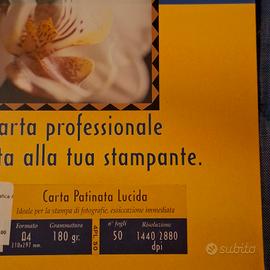 arta professionale
ta alla tua stampante.
Carta Patinata Lucida
Ideale per la stampa di fotografie, essiccazione immediata
Formato Grammatura n° fogli Risoluzione
A4 180 gr. 50 1440 2880
210x297 mm dpi
subito